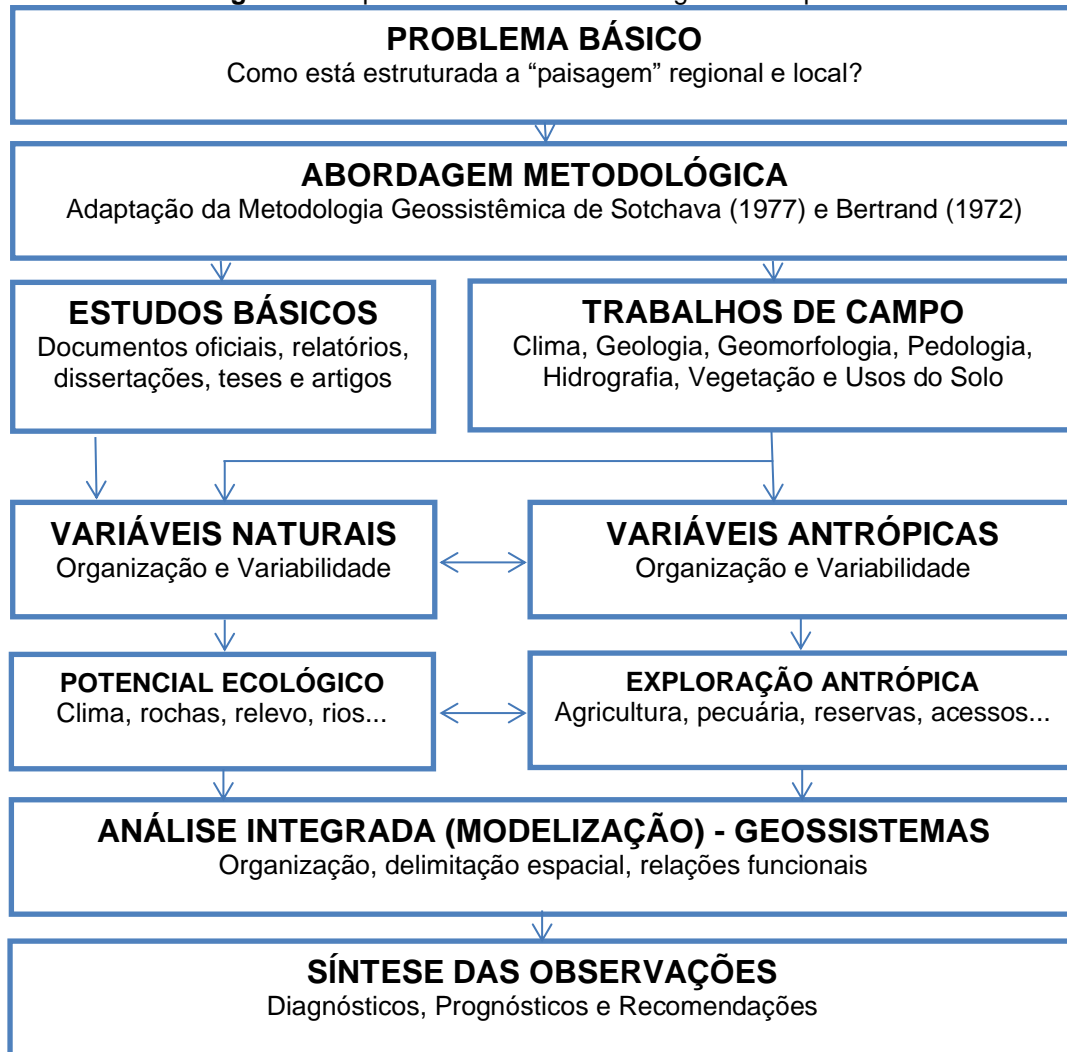 PROBLEMA BÁSICO
Como está estruturada a “paisagem” regional e local?
ABORDAGEM METODOLÓGICA
Adaptação da Metodologia Geossistêmica de Sotchava (1977) e Bertrand (1972)
ESTUDOS BÁSICOS
Documentos oficiais, relatórios,
dissertações, teses e artigos
TRABALHOS DE CAMPO
Clima, Geologia, Geomorfologia, Pedologia,
Hidrografia, Vegetação e Usos do Solo
VARIÁVEIS NATURAIS
Organização e Variabilidade
VARIÁVEIS ANTRÓPICAS
Organização e Variabilidade
POTENCIAL ECOLÓGICO
Clima, rochas, relevo, rios...
EXPLORAÇÃO ANTRÓPICA
Agricultura, pecuária, reservas, acessos...
ANÁLISE INTEGRADA (MODELIZAÇÃO) - GEOSSISTEMAS
Organização, delimitação espacial, relações funcionais
SÍNTESE DAS OBSERVAÇÕES
Diagnósticos, Prognósticos e Recomendações